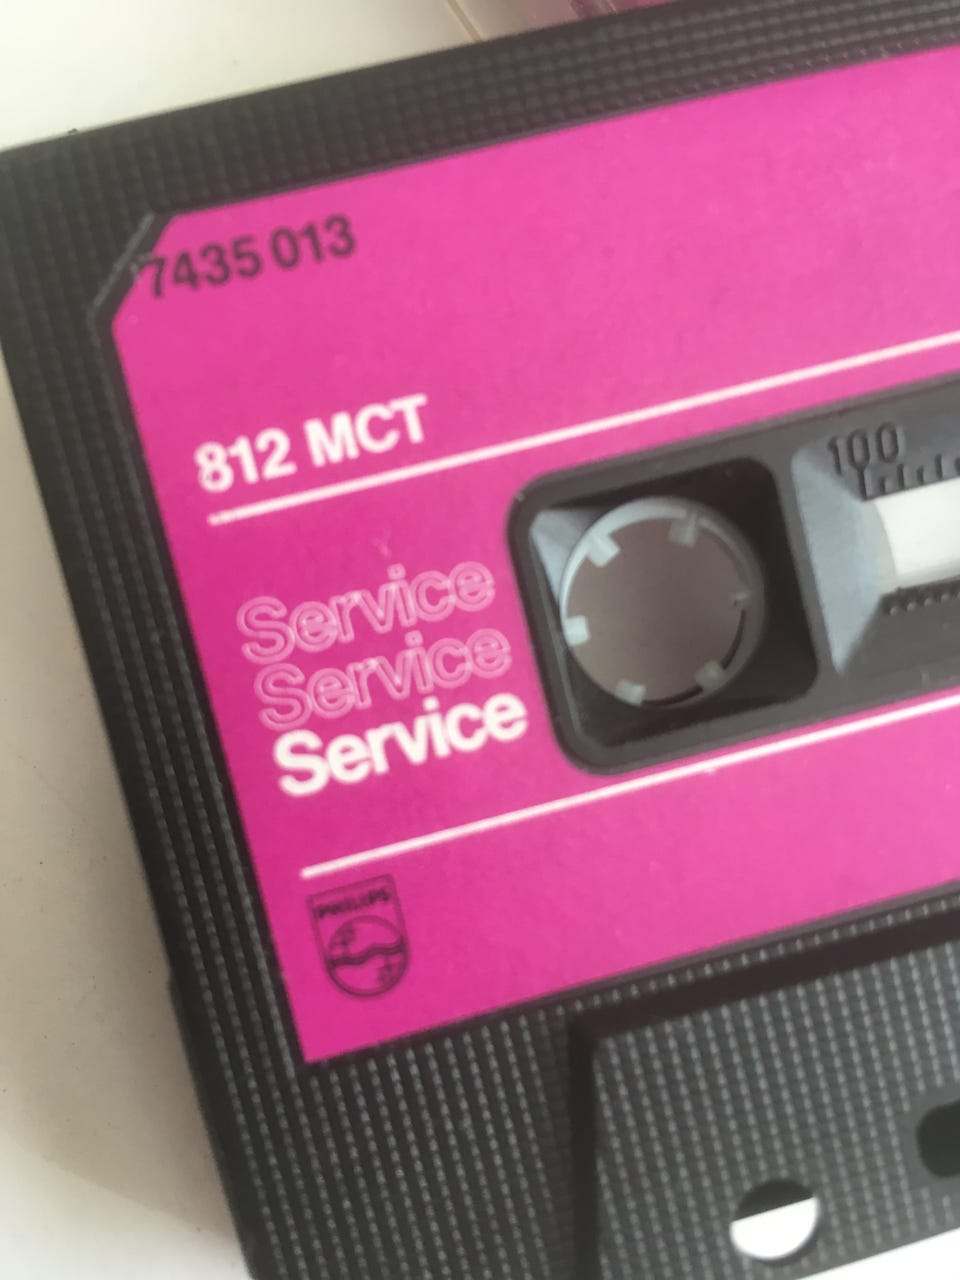 7435 013
812 MCT
100
Service
Service
Service
PHILIPS